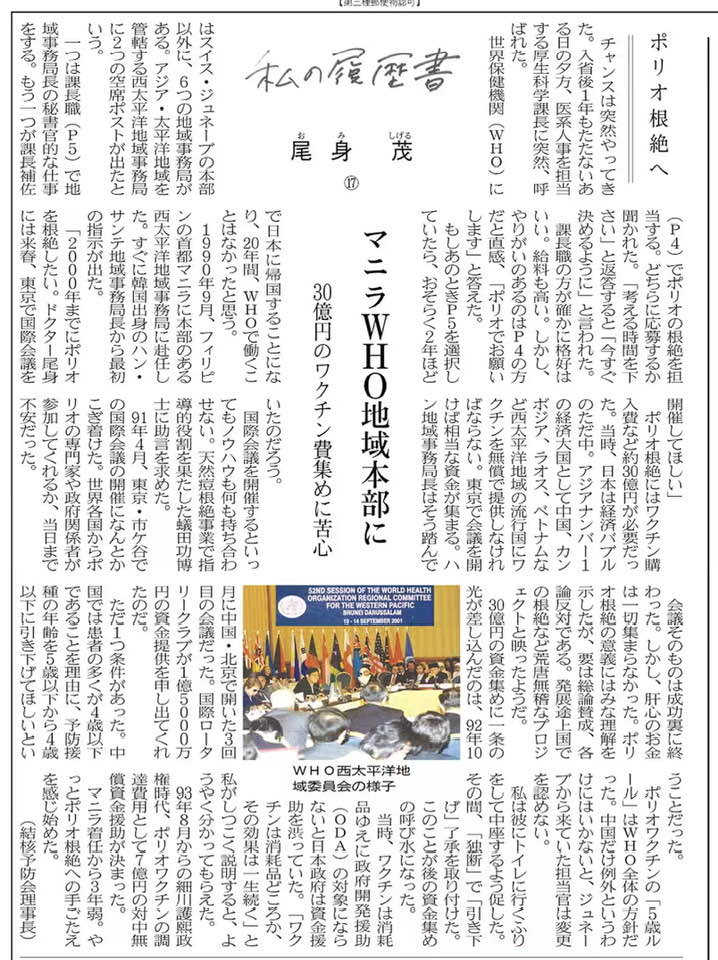 【第三種郵便物認可】
私の履歴書
尾身 茂
おみ しげる
⑰
マニラWHO地域本部に
30億円のワクチン費集めに苦心
ポリオ根絶へ
チャンスは突然やってき
た。入省後1年もたたないあ
る日の夕方、医系人事を担当
する厚生科学課長に突然、呼
ばれた。
世界保健機関(WHO)に
はスイス・ジュネーブの本部
以外に、6つの地域事務局が
ある。アジア・太平洋地域を
管轄する西太平洋地域事務局
に2つの空席ポストが出たと
いう。
一つは課長職(P5)で地
域事務局長の秘書官的な仕事
をする。もう一つが課長補佐
(P4)でポリオの根絶を担
当する。どちらに応募するか
聞かれた。「考える時間を下
さい」と返答すると「今すぐ
決めるように」と言われた。
課長職の方が確かに格好は
いい。給料も高い。しかし、
やりがいのあるのはP4の方
だと直感、「ポリオでお願い
します」と答えた。
もしあのときP5を選択し
ていたら、おそらく2年ほど
で日本に帰国することにな
り、20年間、WHOで働くこ
とはなかったと思う。
1990年9月、フィリピ
ンの首都マニラに本部のある
西太平洋地域事務局に赴任し
た。すぐに韓国出身のハン・
サンテ地域事務局長から最初
の指示が出た。
「2000年までにポリオ
を根絶したい。ドクター尾身
には来春、東京で国際会議を
開催してほしい」
ポリオ根絶にはワクチン購
入費など約30億円が必要だっ
た。当時、日本は経済バブル
のただ中。アジアナンバー1
の経済大国として中国、カン
ボジア、ラオス、ベトナムな
ど西太平洋地域の流行国にワ
クチンを無償で提供しなけれ
ばならない。東京で会議を開
けば相当な資金が集まる。ハ
ン地域事務局長はそう踏んで
いたのだろう。
国際会議を開催するといっ
てもノウハウも何も持ち合わ
せない。天然痘根絶事業で指
導的役割を果たした蟻田功博
士に助言を求めた。
91年4月、東京・市ケ谷で
の国際会議の開催になんとか
こぎ着けた。世界各国からポ
リオの専門家や政府関係者が
参加してくれるか、当日まで
不安だった。
会議そのものは成功裏に終
わった。しかし、肝心のお金
は一切集まらなかった。ポリ
オ根絶の意義にはみな理解を
示したが、要は総論賛成、各
論反対である。発展途上国で
の根絶など荒唐無稽なプロジ
ェクトと映ったようだ。
30億円の資金集めに一条の
光が差し込んだのは、92年10
月に中国・北京で開いた3回
目の会議だった。国際ロータ
リークラブが1億5000万
円の資金提供を申し出てくれ
たのだ。
ただ1つ条件があった。中
国では患者の多くが4歳以下
であることを理由に、予防接
種の年齢を5歳以下から4歳
以下に引き下げてほしいとい
52ND SESSION OF THE WORLD HEALTH
ORGANIZATION REGIONAL COMMITTEE
FOR THE WESTERN PACIFIC
BRUNEI DARUSSALAM
10 - 14 SEPTEMBER 2001
WHO西太平洋地
域委員会の様子
うことだった。
ポリオワクチンの「5歳ル
ール」はWHO全体の方針だ
った。中国だけ例外というわ
けにはいかないと、ジュネー
ブから来ていた担当官は変更
を認めない。
私は彼にトイレに行くふり
をして中座するよう促した。
その間、「独断」で「引き下
げ」了承を取り付けた。
このことが後の資金集め
の呼び水になった。
当時、ワクチンは消耗
品ゆえに政府開発援助
(ODA)の対象になら
ないと日本政府は資金援
助を渋っていた。「ワク
チンは消耗品どころか、
その効果は一生続く」と
私がしつこく説明すると、よ
うやく分かってもらえた。
93年8月からの細川護熙政
権時代、ポリオワクチンの調
達費用として7億円の対中無
償資金援助が決まった。
マニラ着任から3年弱。や
っとポリオ根絶への手ごたえ
を感じ始めた。
(結核予防会理事長)